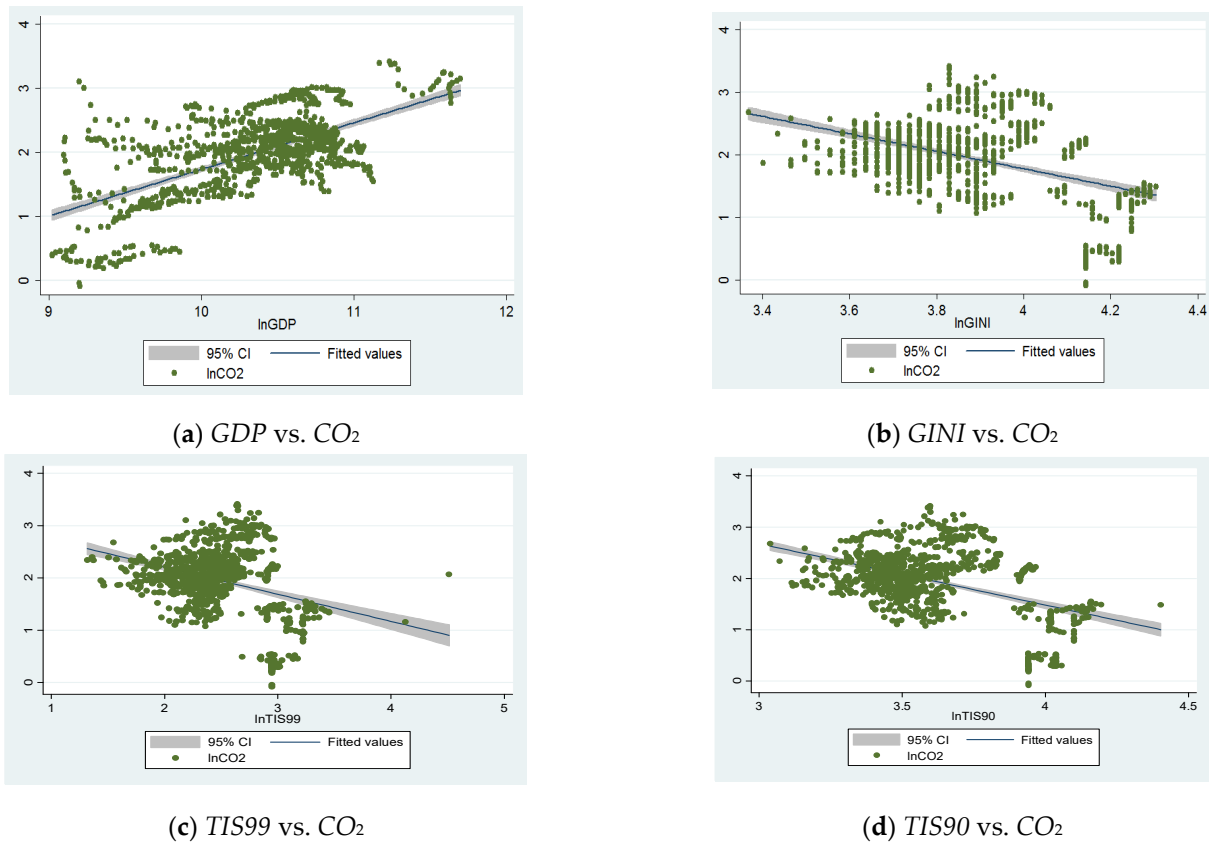 4
3
2
1
0
9
10
11
12
lnGDP
95% CI
Fitted values
lnCO2
(a) GDP vs. CO₂
4
3
2
1
0
3.4
3.6
3.8
4
4.2
4.4
lnGINI
95% CI
Fitted values
lnCO2
(b) GINI vs. CO₂
4
3
2
1
0
1
2
3
4
5
lnTIS99
95% CI
Fitted values
lnCO2
(c) TIS99 vs. CO₂
4
3
2
1
0
3
3.5
4
4.5
lnTIS90
95% CI
Fitted values
lnCO2
(d) TIS90 vs. CO₂